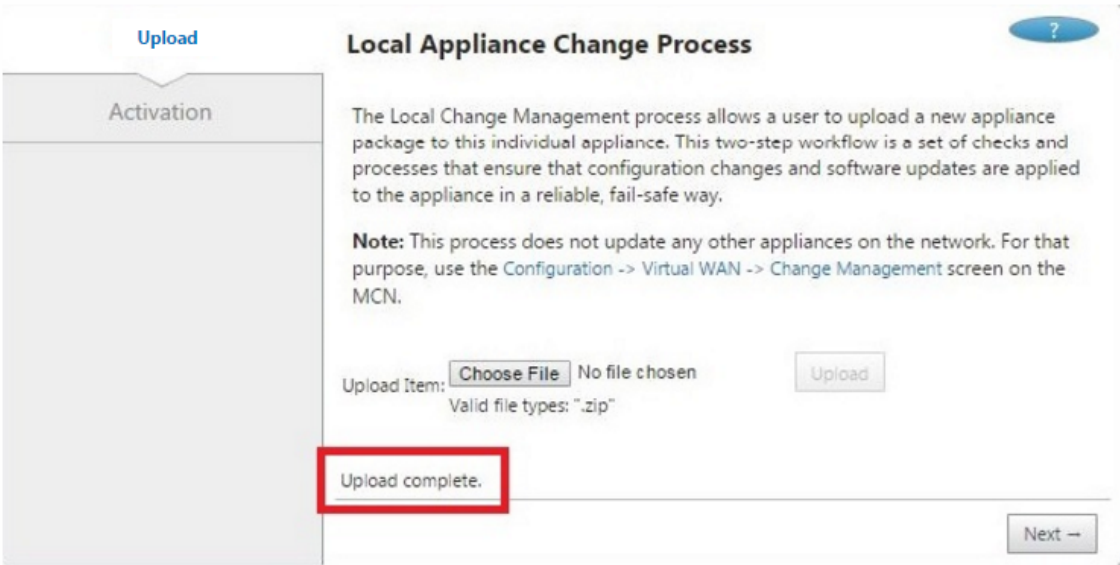 Upload
Activation
Local Appliance Change Process
?
The Local Change Management process allows a user to upload a new appliance
package to this individual appliance. This two-step workflow is a set of checks and
processes that ensure that configuration changes and software updates are applied
to the appliance in a reliable, fail-safe way.
Note: This process does not update any other appliances on the network. For that
purpose, use the Configuration -> Virtual WAN -> Change Management screen on the
MCN.
Upload Item: Choose File No file chosen Upload
Valid file types: ".zip"
Upload complete.
Next →